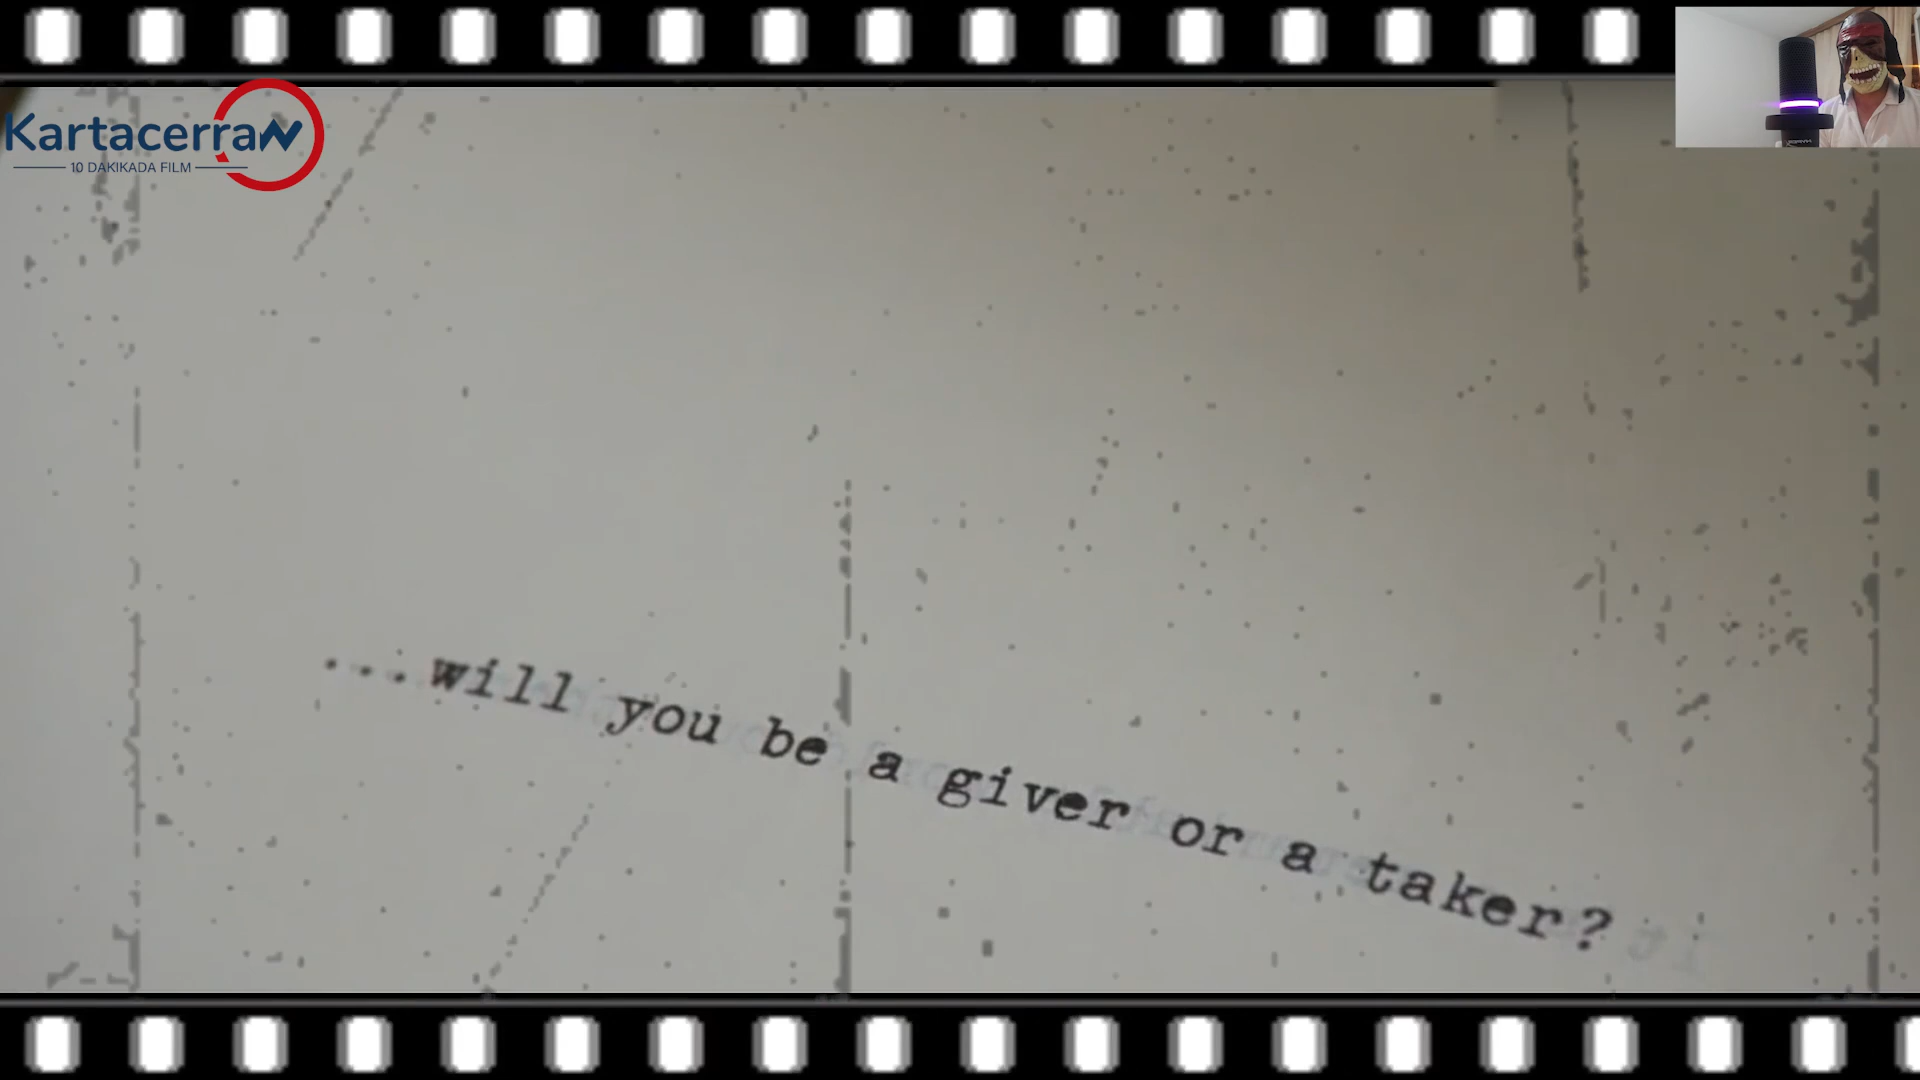 Kartacerran
10 DAKIKADA FILM
...will you be a giver or a taker?